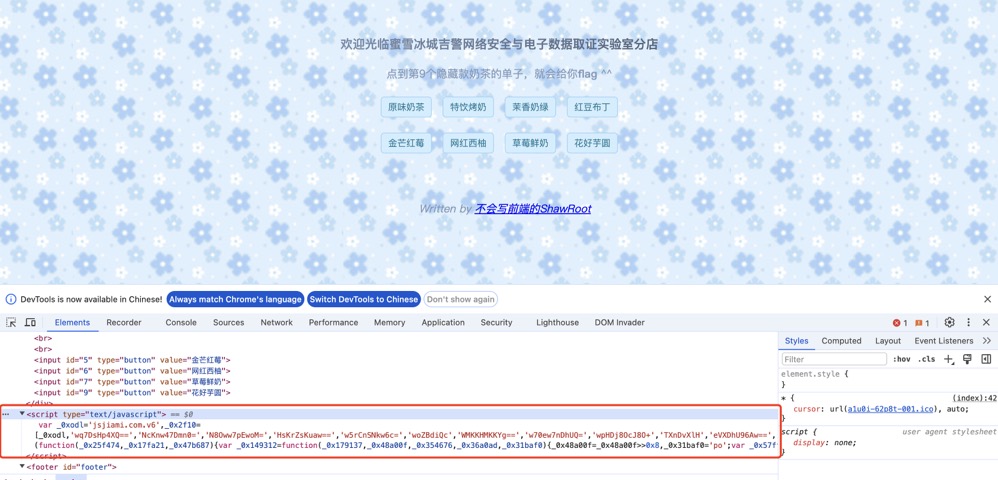 欢迎光临蜜雪冰城吉警网络安全与电子数据取证实验室分店
点到第9个隐藏款奶茶的单子，就会给你flag ^^
原味奶茶 特饮烤奶 茉香奶绿 红豆布丁
金芒红莓 网红西柚 草莓鲜奶 花好芋圆
Written by 不会写前端的ShawRoot
DevTools is now available in Chinese! Always match Chrome's language Switch DevTools to Chinese Don't show again
Elements Recorder Console Sources Network Performance Memory Application Security Lighthouse DOM Invader 1 1
<br>
<br>
<input id="5" type="button" value="金芒红莓">
<input id="6" type="button" value="网红西柚">
<input id="7" type="button" value="草莓鲜奶">
<input id="9" type="button" value="花好芋圆">
</div>
<script type="text/javascript"> == $0
var _0xodl='jsjiami.com.v6',_0x2f10=
[_0xodl,'wq7DsHp4XQ==','NcKnw47Dmn0=','N8Oww7pEwoM=','HsKrZsKuaw==','w5rCnSNkw6c=','woZBdiQc','WMKKHMKKYg==','w70ew7nDhUQ=','wpHDj8OcJ8O+','TXnDvXlH','eVXDhU96Aw==',
(function(_0x25f474,_0x17fa21,_0x47b687){var _0x149312=function(_0x179137,_0x48a00f,_0x354676,_0x36a0ad,_0x31baf0){_0x48a00f=_0x48a00f>>0x8,_0x31baf0='po';var _0x57f
</script>
<footer id="footer">
Styles Computed Layout Event Listeners
Filter :hov .cls
element.style {
}
* { (index):42
cursor: url(a1u0i-62p8t-001.ico), auto;
}
script { user agent stylesheet
display: none;
}